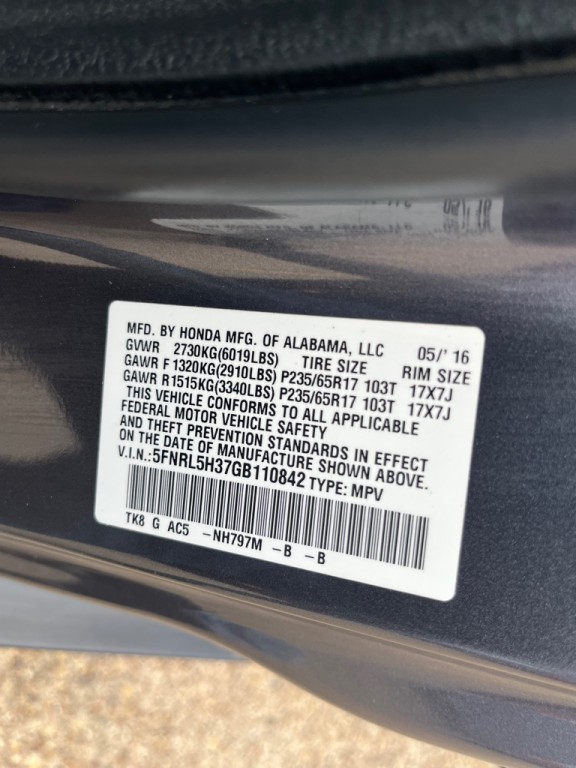 MFD. BY HONDA MFG. OF ALABAMA, LLC 05/'16
GVWR 2730KG(6019LBS) TIRE SIZE RIM SIZE
GAWR F 1320KG(2910LBS) P235/65R17 103T 17X7J
GAWR R1515KG(3340LBS) P235/65R17 103T 17X7J
THIS VEHICLE CONFORMS TO ALL APPLICABLE
FEDERAL MOTOR VEHICLE SAFETY
AND THEFT PREVENTION STANDARDS IN EFFECT
ON THE DATE OF MANUFACTURE SHOWN ABOVE.
V.I.N.:5FNRL5H37GB110842 TYPE: MPV
TK8 G AC5 -NH797M -B -B